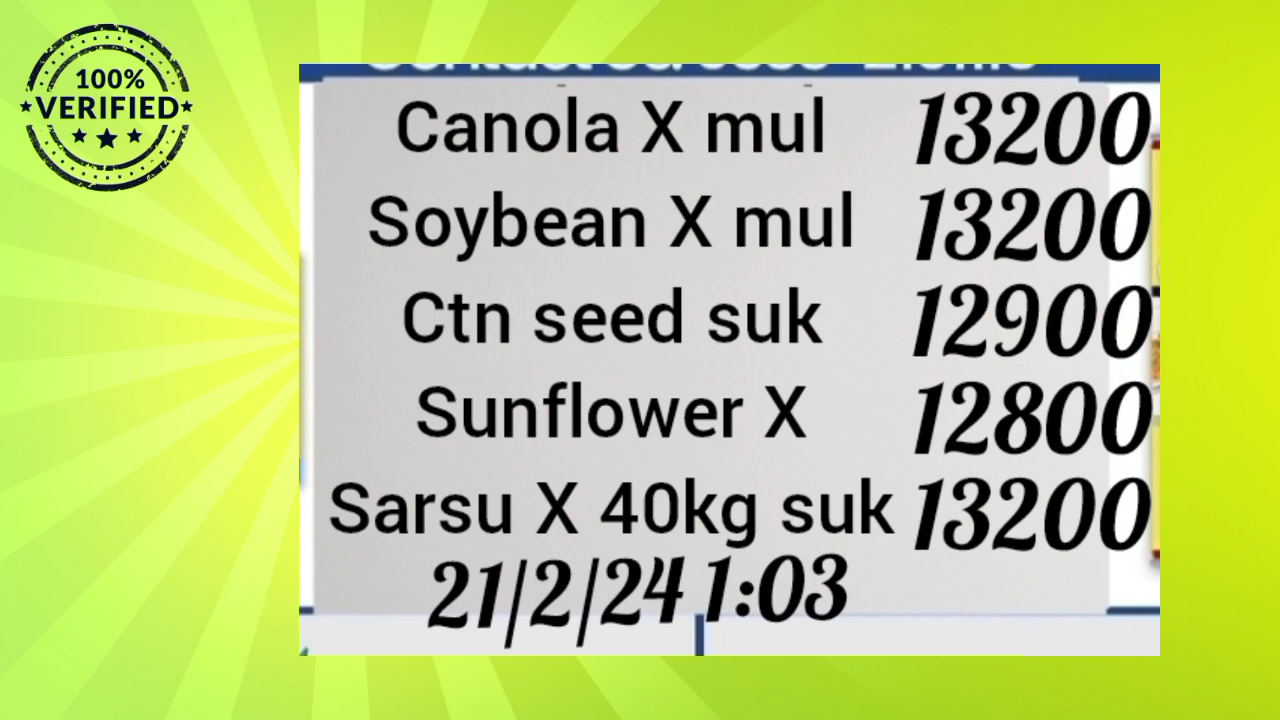 100%
VERIFIED
Canola X mul 13200
Soybean X mul 13200
Ctn seed suk 12900
Sunflower X 12800
Sarsu X 40kg suk 13200
21/2/24 1:03